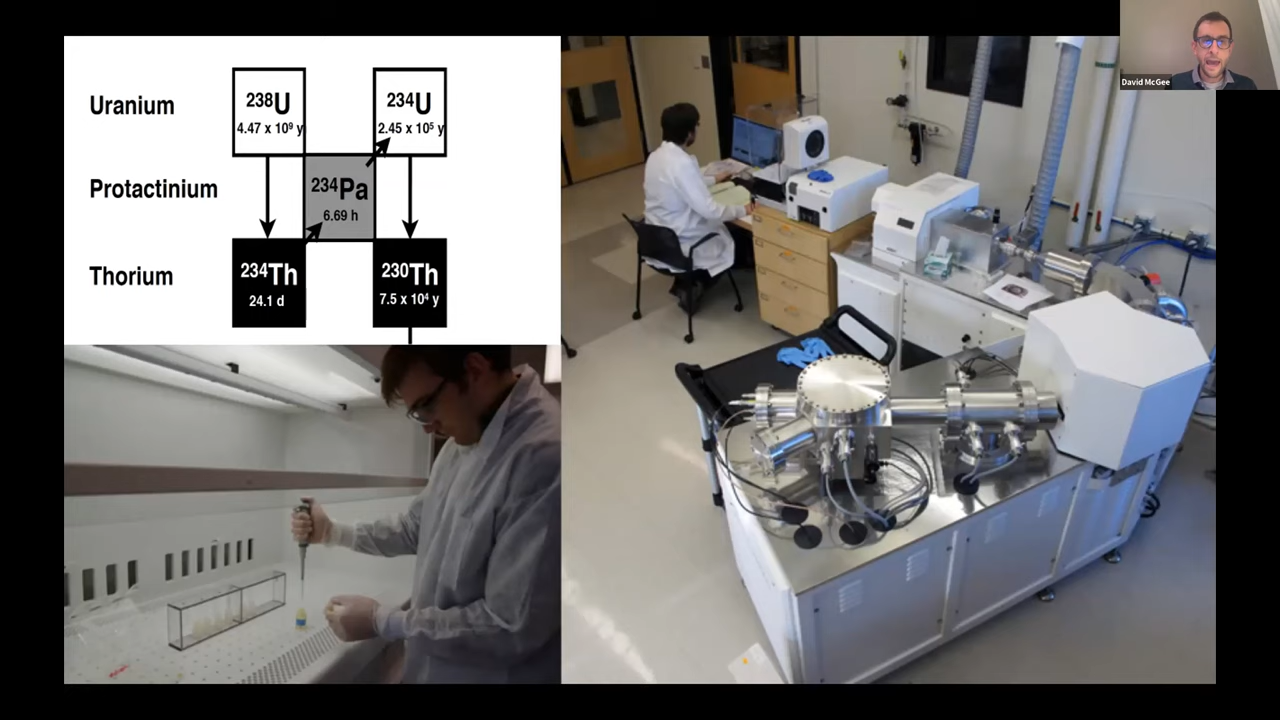 David McGee
Uranium
²³⁸U
4.47 x 10⁹ y
²³⁴U
2.45 x 10⁵ y
Protactinium
²³⁴Pa
6.69 h
Thorium
²³⁴Th
24.1 d
²³⁰Th
7.5 x 10⁴ y